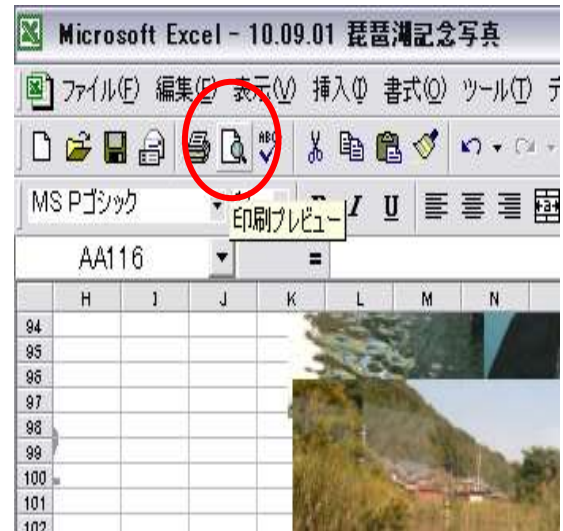 Microsoft Excel - 10.09.01 琵琶湖記念写真
ファイル(F) 編集(E) 表示(V) 挿入(I) 書式(O) ツール(T) デ
ABC
MS Pゴシック I U
印刷プレビュー
AA116 =
H I J K L M N
94
95
96
97
98
99
100
101
102